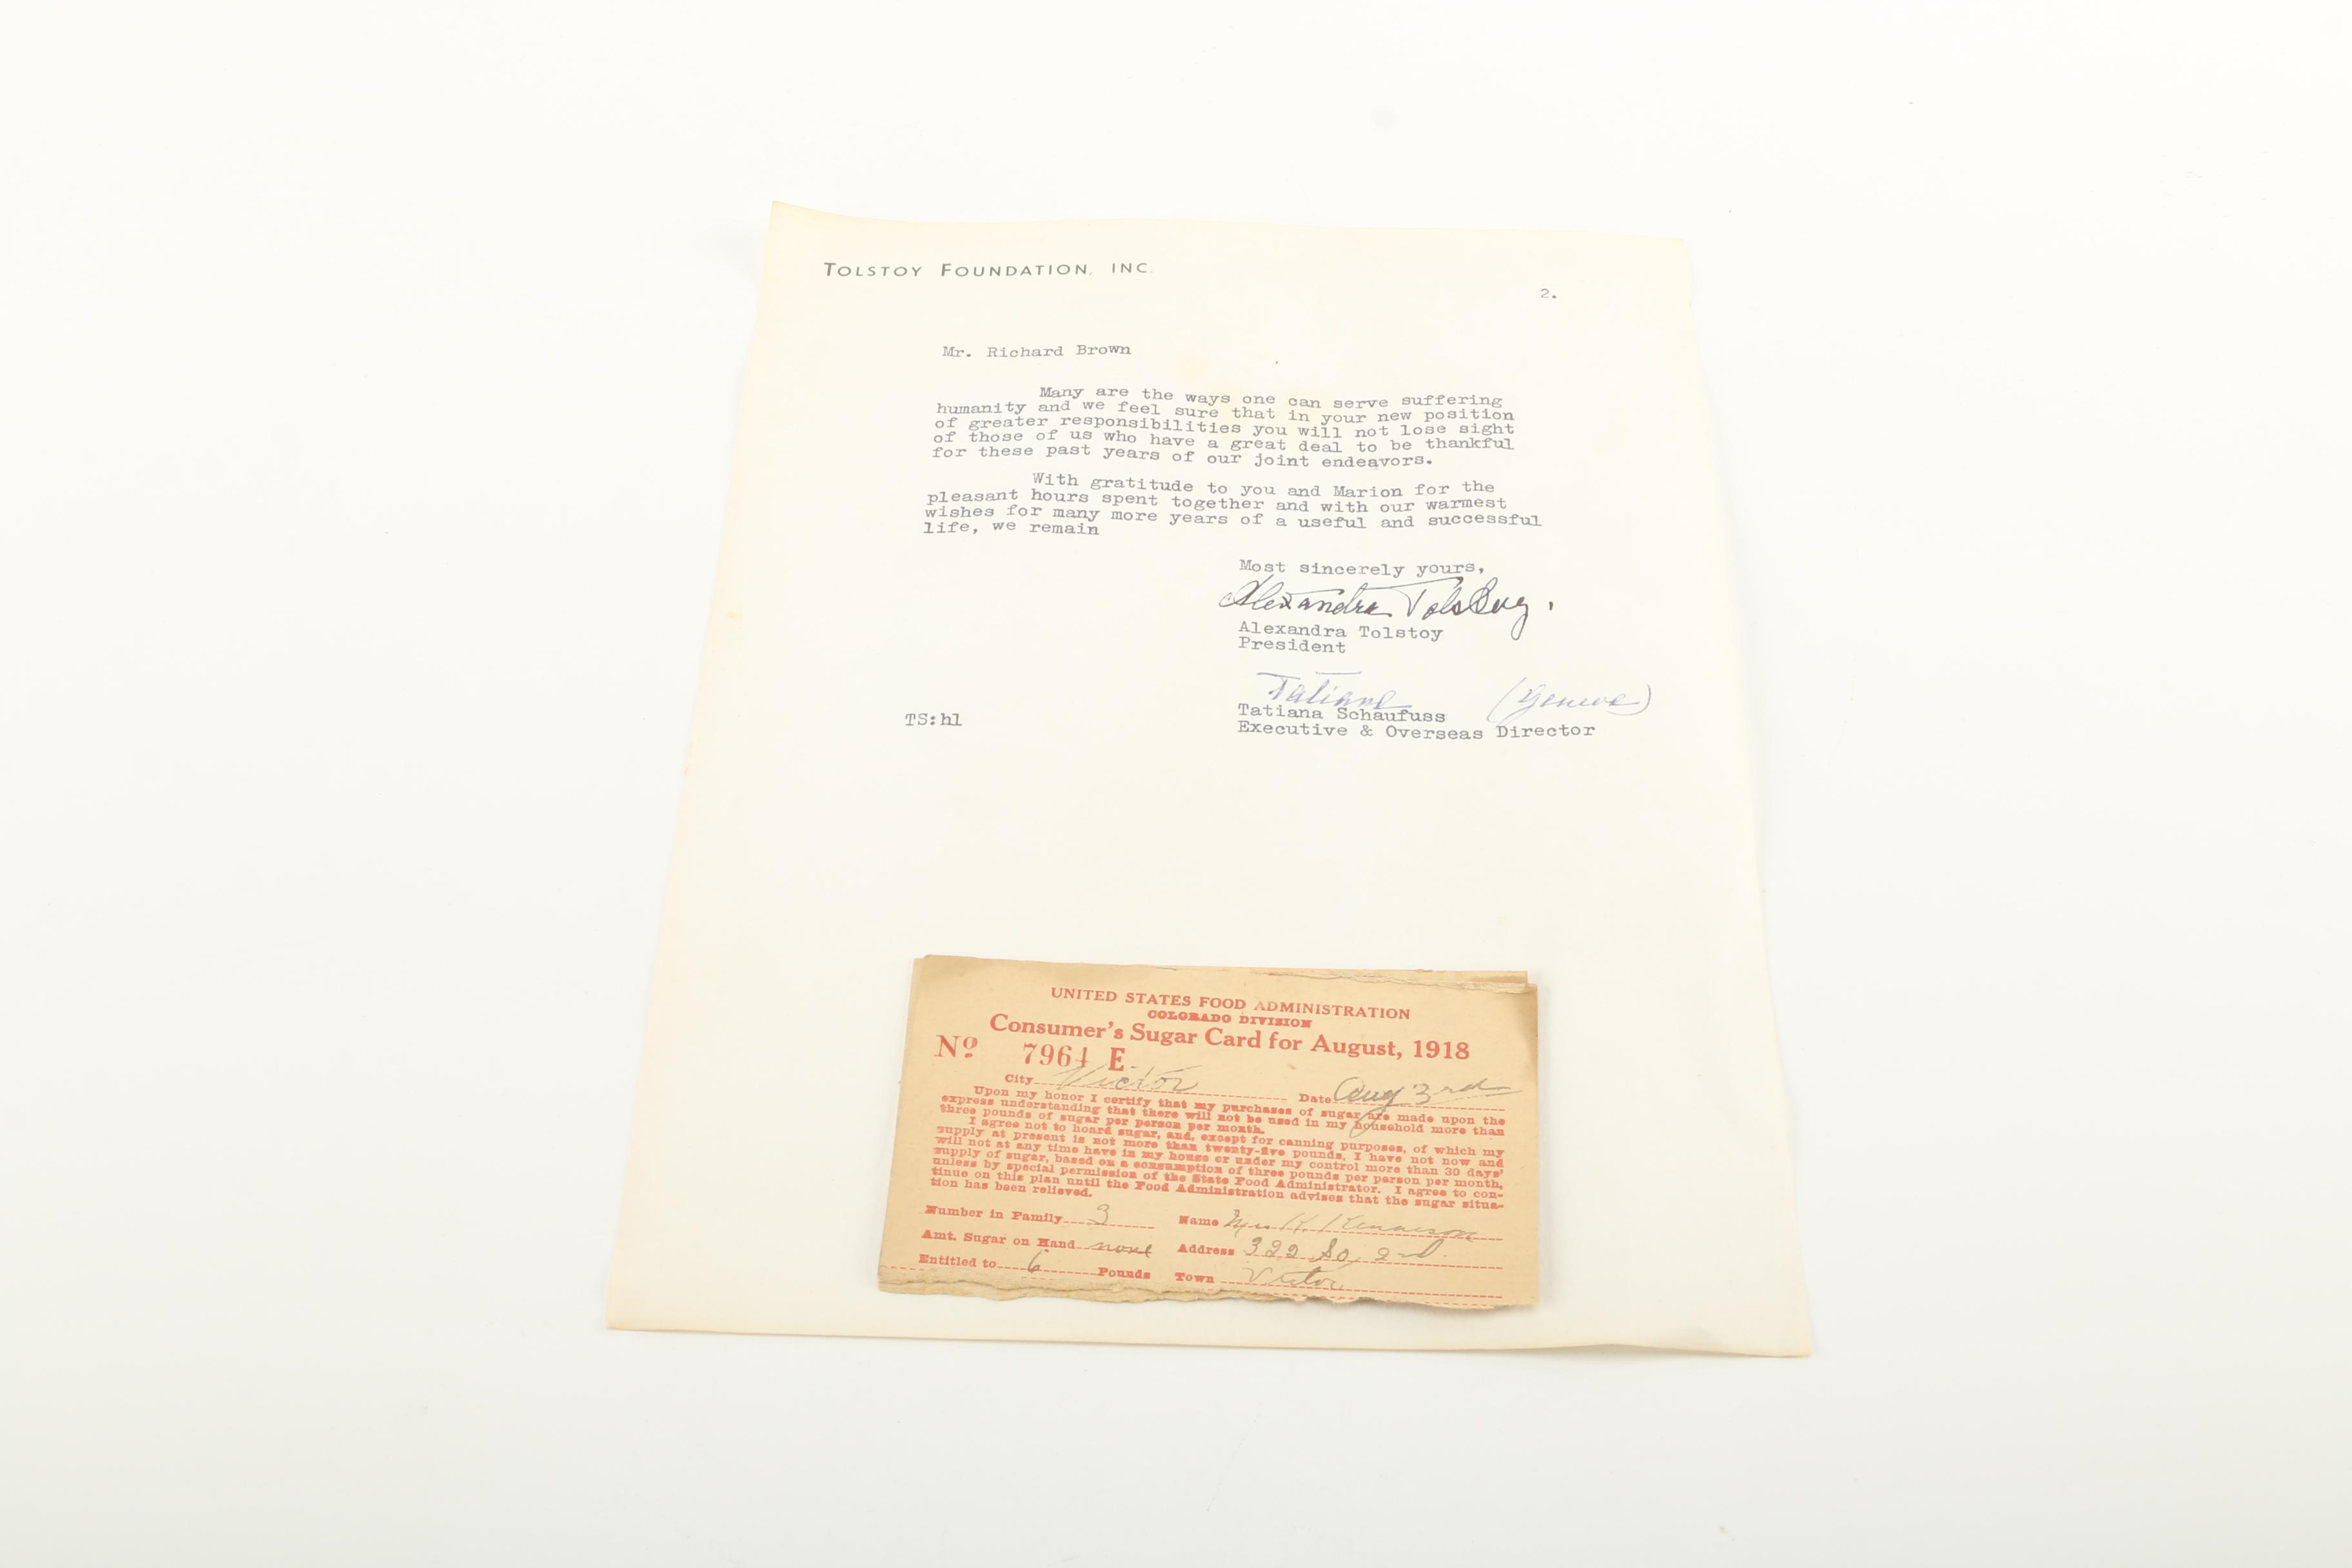 TOLSTOY FOUNDATION, INC.
2.
Mr. Richard Brown
Many are the ways one can serve suffering
humanity and we feel sure that in your new position
of greater responsibilities you will not lose sight
of those of us who have a great deal to be thankful
for these past years of our joint endeavors.
With gratitude to you and Marion for the
pleasant hours spent together and with our warmest
wishes for many more years of a useful and successful
life, we remain
Most sincerely yours,
Alexandra Tolstoy.
Alexandra Tolstoy
President
Tatiana (Geneva)
Tatiana Schaufuss
Executive & Overseas Director
TS:hl
UNITED STATES FOOD ADMINISTRATION
COLORADO DIVISION
Consumer's Sugar Card for August, 1918
No 7964 E
City Victor Date Aug 3rd
Upon my honor I certify that my purchases of sugar are made upon the
express understanding that there will not be used in my household more than
three pounds of sugar per person per month.
I agree not to hoard sugar, and, except for canning purposes, of which my
supply at present is not more than twenty-five pounds, I have not now and
will not at any time have in my house or under my control more than 30 days'
supply of sugar, based on a consumption of three pounds per person per month,
unless by special permission of the State Food Administrator. I agree to con-
tinue on this plan until the Food Administration advises that the sugar situa-
tion has been relieved.
Number in Family 3 Name Mrs K.
Amt. Sugar on Hand none Address 322 So. 2nd.
Entitled to 6 Pounds Town Victor